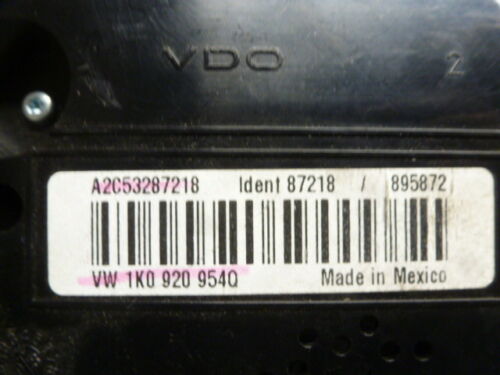 VDO
2
A2C53287218 Ident 87218 / 895872
VW 1K0 920 954Q Made in Mexico